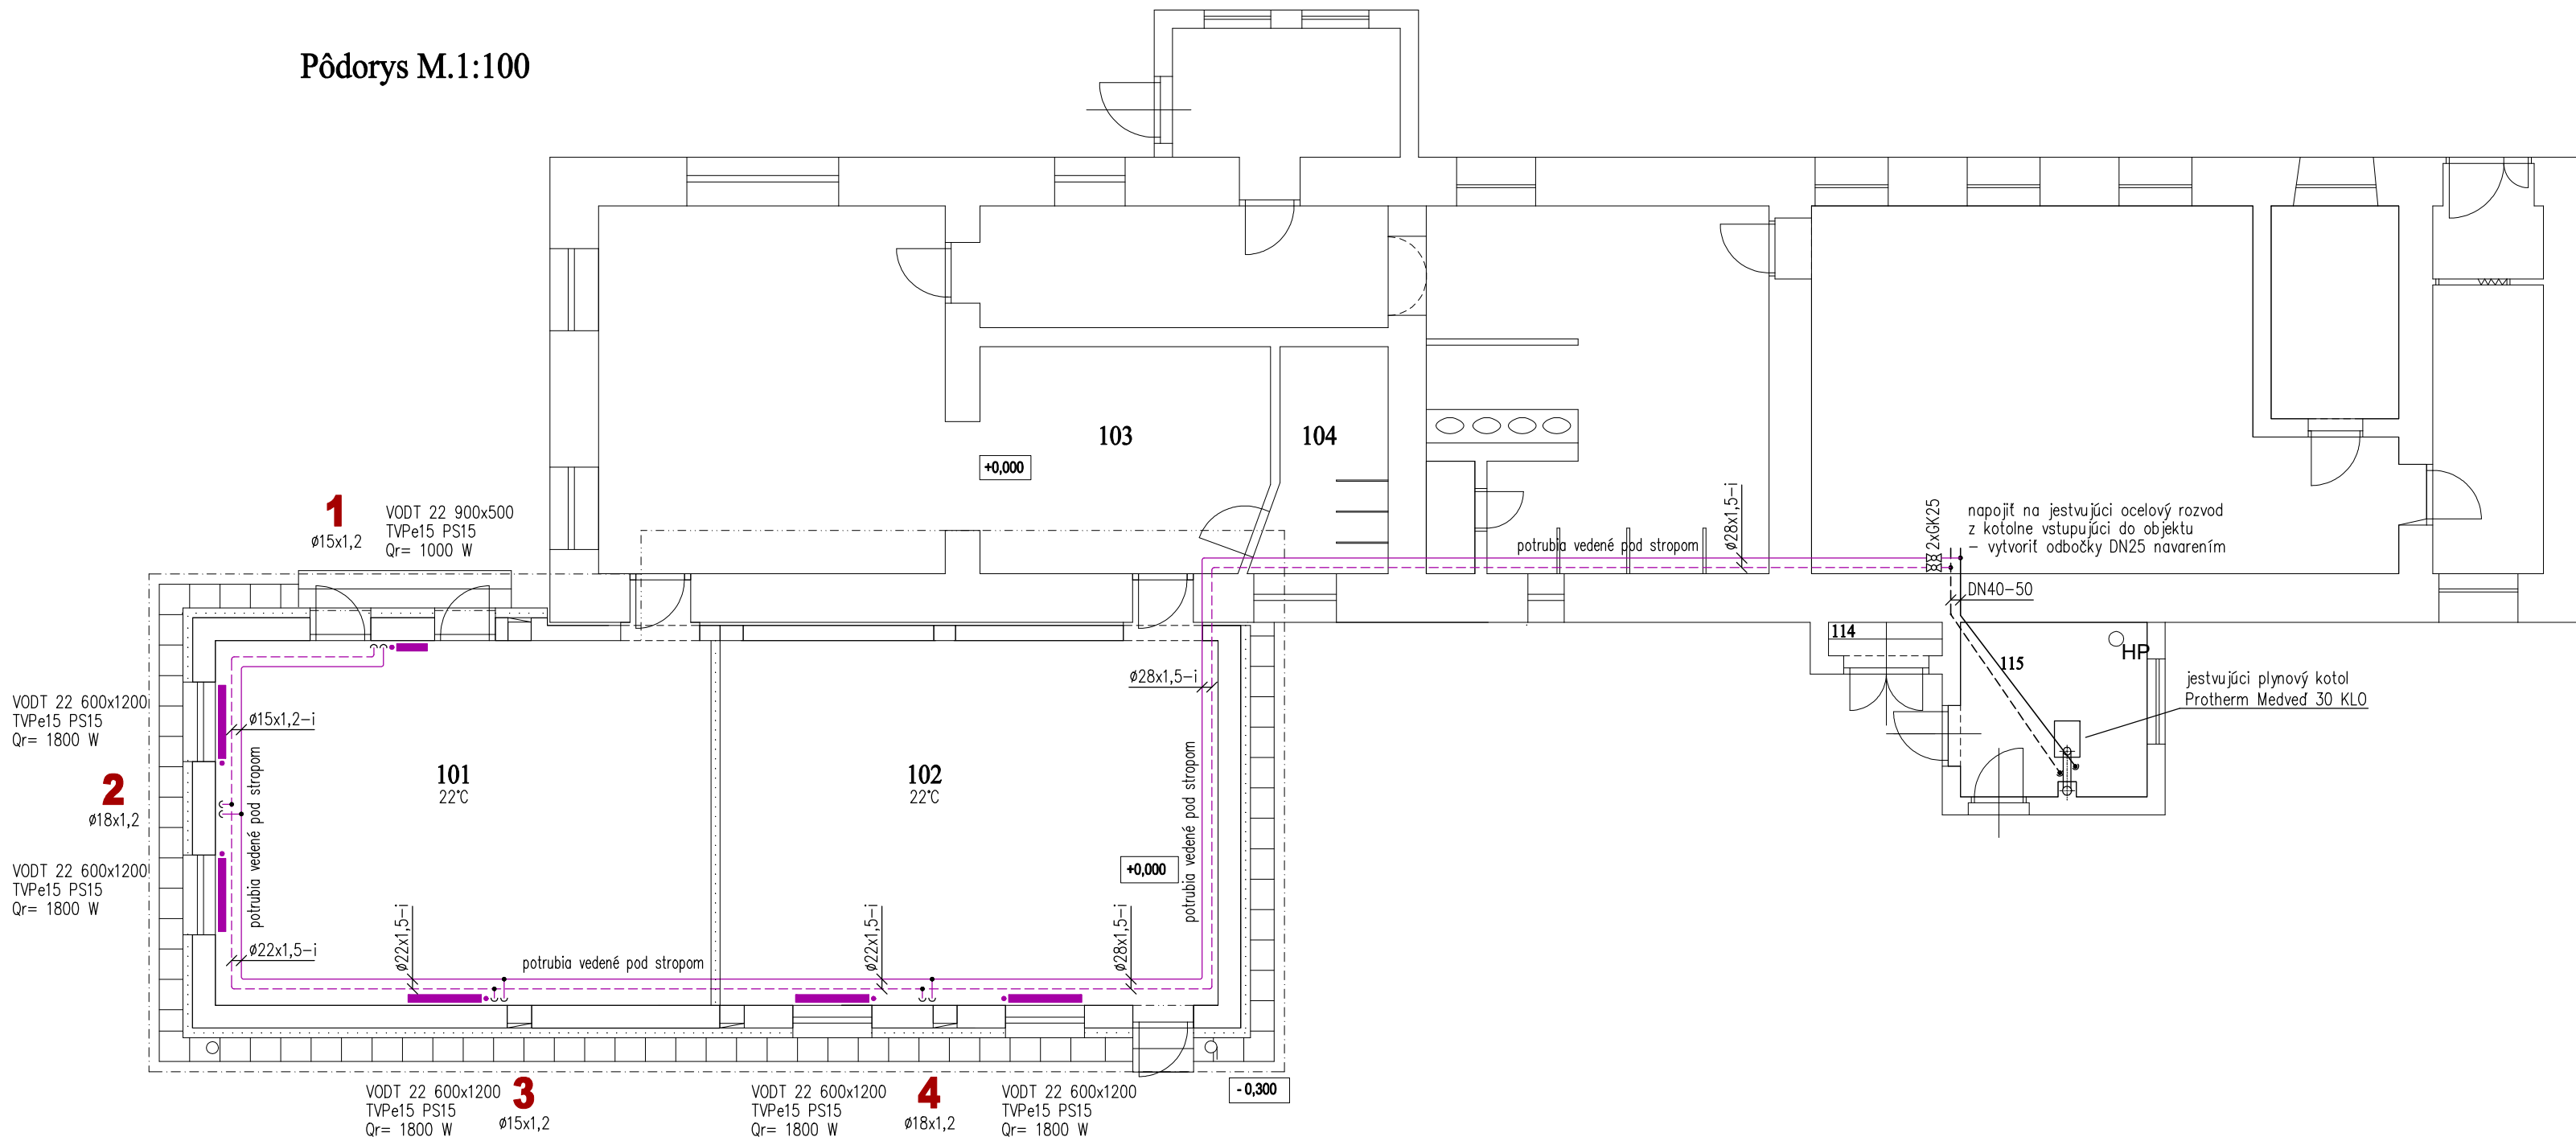 Pôdorys M.1:100
103
104
+0,000
1
ø15x1,2
VODT 22 900x500
TVPe15 PS15
Qr= 1000 W
potrubia vedené pod stropom
ø28x1,5-i
2xGK25
napojiť na jestvujúci ocelový rozvod
z kotolne vstupujúci do objektu
- vytvoriť odbočky DN25 navarením
DN40-50
114
115
HP
jestvujúci plynový kotol
Protherm Medveď 30 KLO
VODT 22 600x1200
TVPe15 PS15
Qr= 1800 W
ø15x1,2-i
potrubia vedené pod stropom
101
22°C
102
22°C
ø28x1,5-i
potrubia vedené pod stropom
2
ø18x1,2
VODT 22 600x1200
TVPe15 PS15
Qr= 1800 W
+0,000
ø22x1,5-i
ø22x1,5-i
potrubia vedené pod stropom
ø22x1,5-i
ø28x1,5-i
VODT 22 600x1200
TVPe15 PS15
Qr= 1800 W
3
ø15x1,2
VODT 22 600x1200
TVPe15 PS15
Qr= 1800 W
4
ø18x1,2
VODT 22 600x1200
TVPe15 PS15
Qr= 1800 W
- 0,300